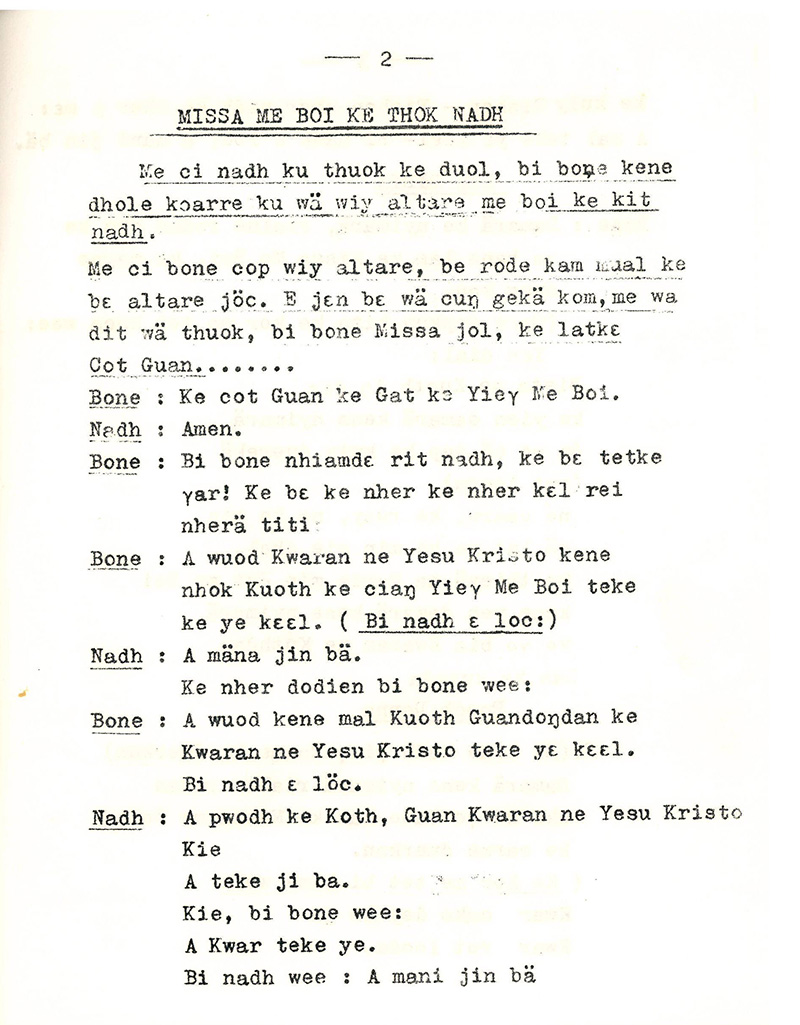 — 2 —
MISSA ME BOI KE THOK NADH
Me ci nadh ku thuok ke duol, bi bone kene
dhole koarre ku wä wiy altare me boi ke kit
nadh.
Me ci bone cop wiy altare, be rode kam mal ke
bɛ altare jöc. E jɛn bɛ wä cuŋ gekä kom, me wa
dit wä thuok, bi bone Missa jol, ke latkɛ
Cot Guan........
Bone : Ke cot Guan ke Gat ke Yieɣ Me Boi.
Nadh : Amen.
Bone : Bi bone nhiamdɛ rit nadh, ke bɛ tetke
ɣar! Ke bɛ ke nher ke nher kɛl rei
nherä titi
Bone : A wuod Kwaran ne Yesu Kristo kene
nhok Kuoth ke ciaŋ Yieɣ Me Boi teke
ke ye kɛɛl. ( Bi nadh ɛ loc:)
Nadh : A mäna jin bä.
Ke nher dodien bi bone wee:
Bone : A wuod kene mal Kuoth Guandoŋdan ke
Kwaran ne Yesu Kristo teke yɛ kɛɛl.
Bi nadh ɛ löc.
Nadh : A pwodh ke Koth, Guan Kwaran ne Yesu Kristo
Kie
A teke ji ba.
Kie, bi bone wee:
A Kwar teke ye.
Bi nadh wee : A mani jin bä